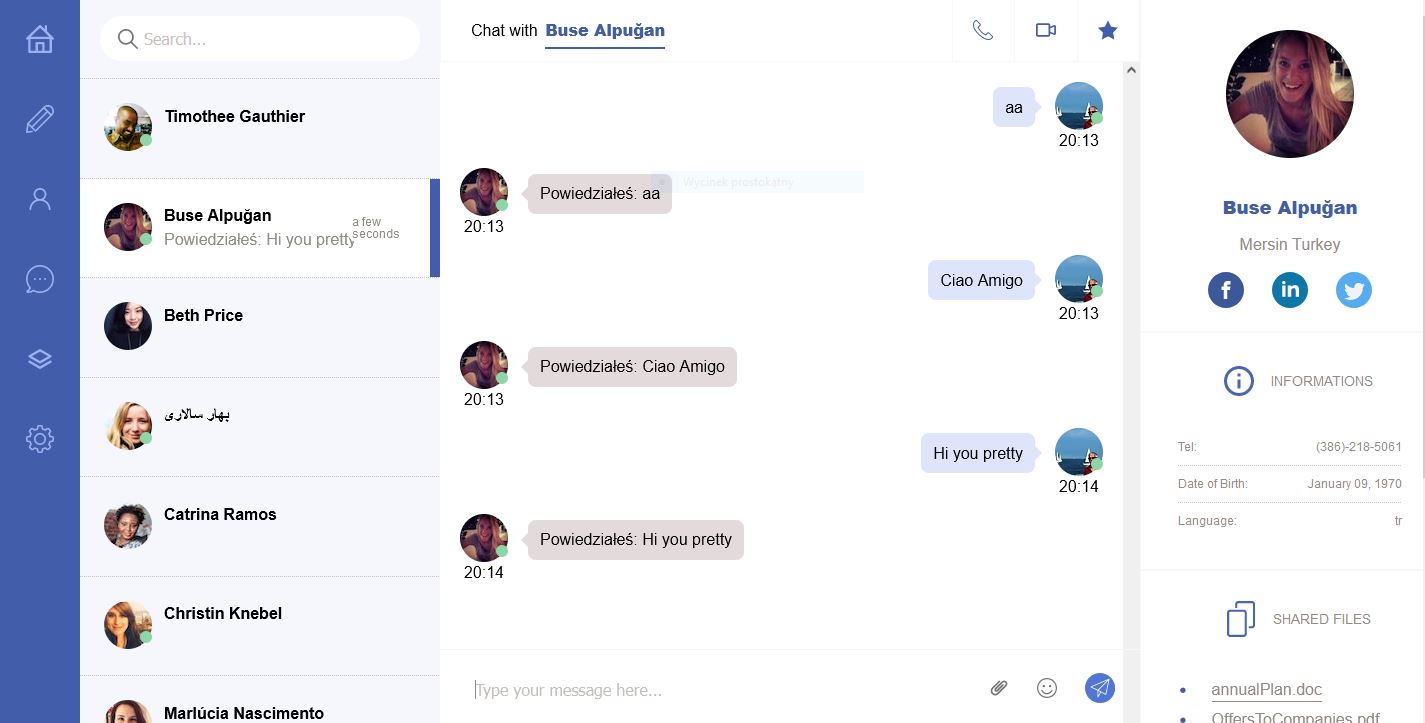 Search...
Timothee Gauthier
Buse Alpuğan
Powiedziałeś: Hi you pretty
a few
seconds
Beth Price
بهار سالاری
Catrina Ramos
Christin Knebel
Marlúcia Nascimento
Chat with Buse Alpuğan
aa
20:13
Powiedziałeś: aa
Wycinek prostokątny
20:13
Ciao Amigo
20:13
Powiedziałeś: Ciao Amigo
20:13
Hi you pretty
20:14
Powiedziałeś: Hi you pretty
20:14
Type your message here...
Buse Alpuğan
Mersin Turkey
f
in
INFORMATIONS
Tel: (386)-218-5061
Date of Birth: January 09, 1970
Language: tr
SHARED FILES
annualPlan.doc
OffersToCompanies.pdf